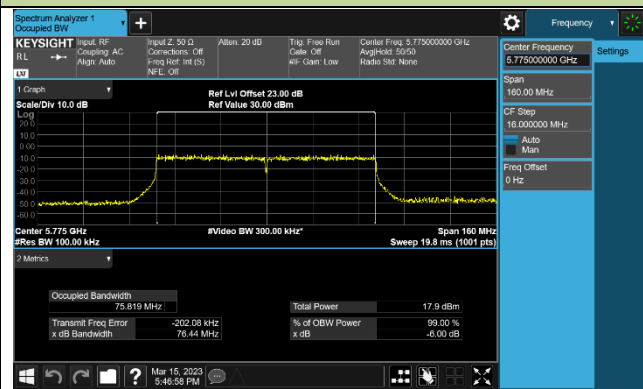 Spectrum Analyzer 1
Occupied BW
Frequency
KEYSIGHT
Input: RF
Coupling: AC
Align: Auto
Input Z: 50 Ω
Corrections: Off
Freq Ref: Int (S)
NFE: Off
Atten: 20 dB
Trig: Free Run
Gate: Off
#IF Gain: Low
Center Freq: 5.775000000 GHz
Avg|Hold: 50/50
Radio Std: None
RL
LXI
Center Frequency
5.775000000 GHz
Settings
Span
160.00 MHz
CF Step
16.000000 MHz
Auto
Man
Freq Offset
0 Hz
1 Graph
Scale/Div 10.0 dB
Ref Lvl Offset 23.00 dB
Ref Value 30.00 dBm
Log
20.0
10.0
0.00
-10.0
-20.0
-30.0
-40.0
-50.0
-60.0
Center 5.775 GHz
#Video BW 300.00 kHz*
Span 160 MHz
#Res BW 100.00 kHz
Sweep 19.8 ms (1001 pts)
2 Metrics
Occupied Bandwidth
75.819 MHz
Total Power
17.9 dBm
Transmit Freq Error
-202.08 kHz
% of OBW Power
99.00 %
x dB Bandwidth
76.44 MHz
x dB
-6.00 dB
Mar 15, 2023
5:46:58 PM